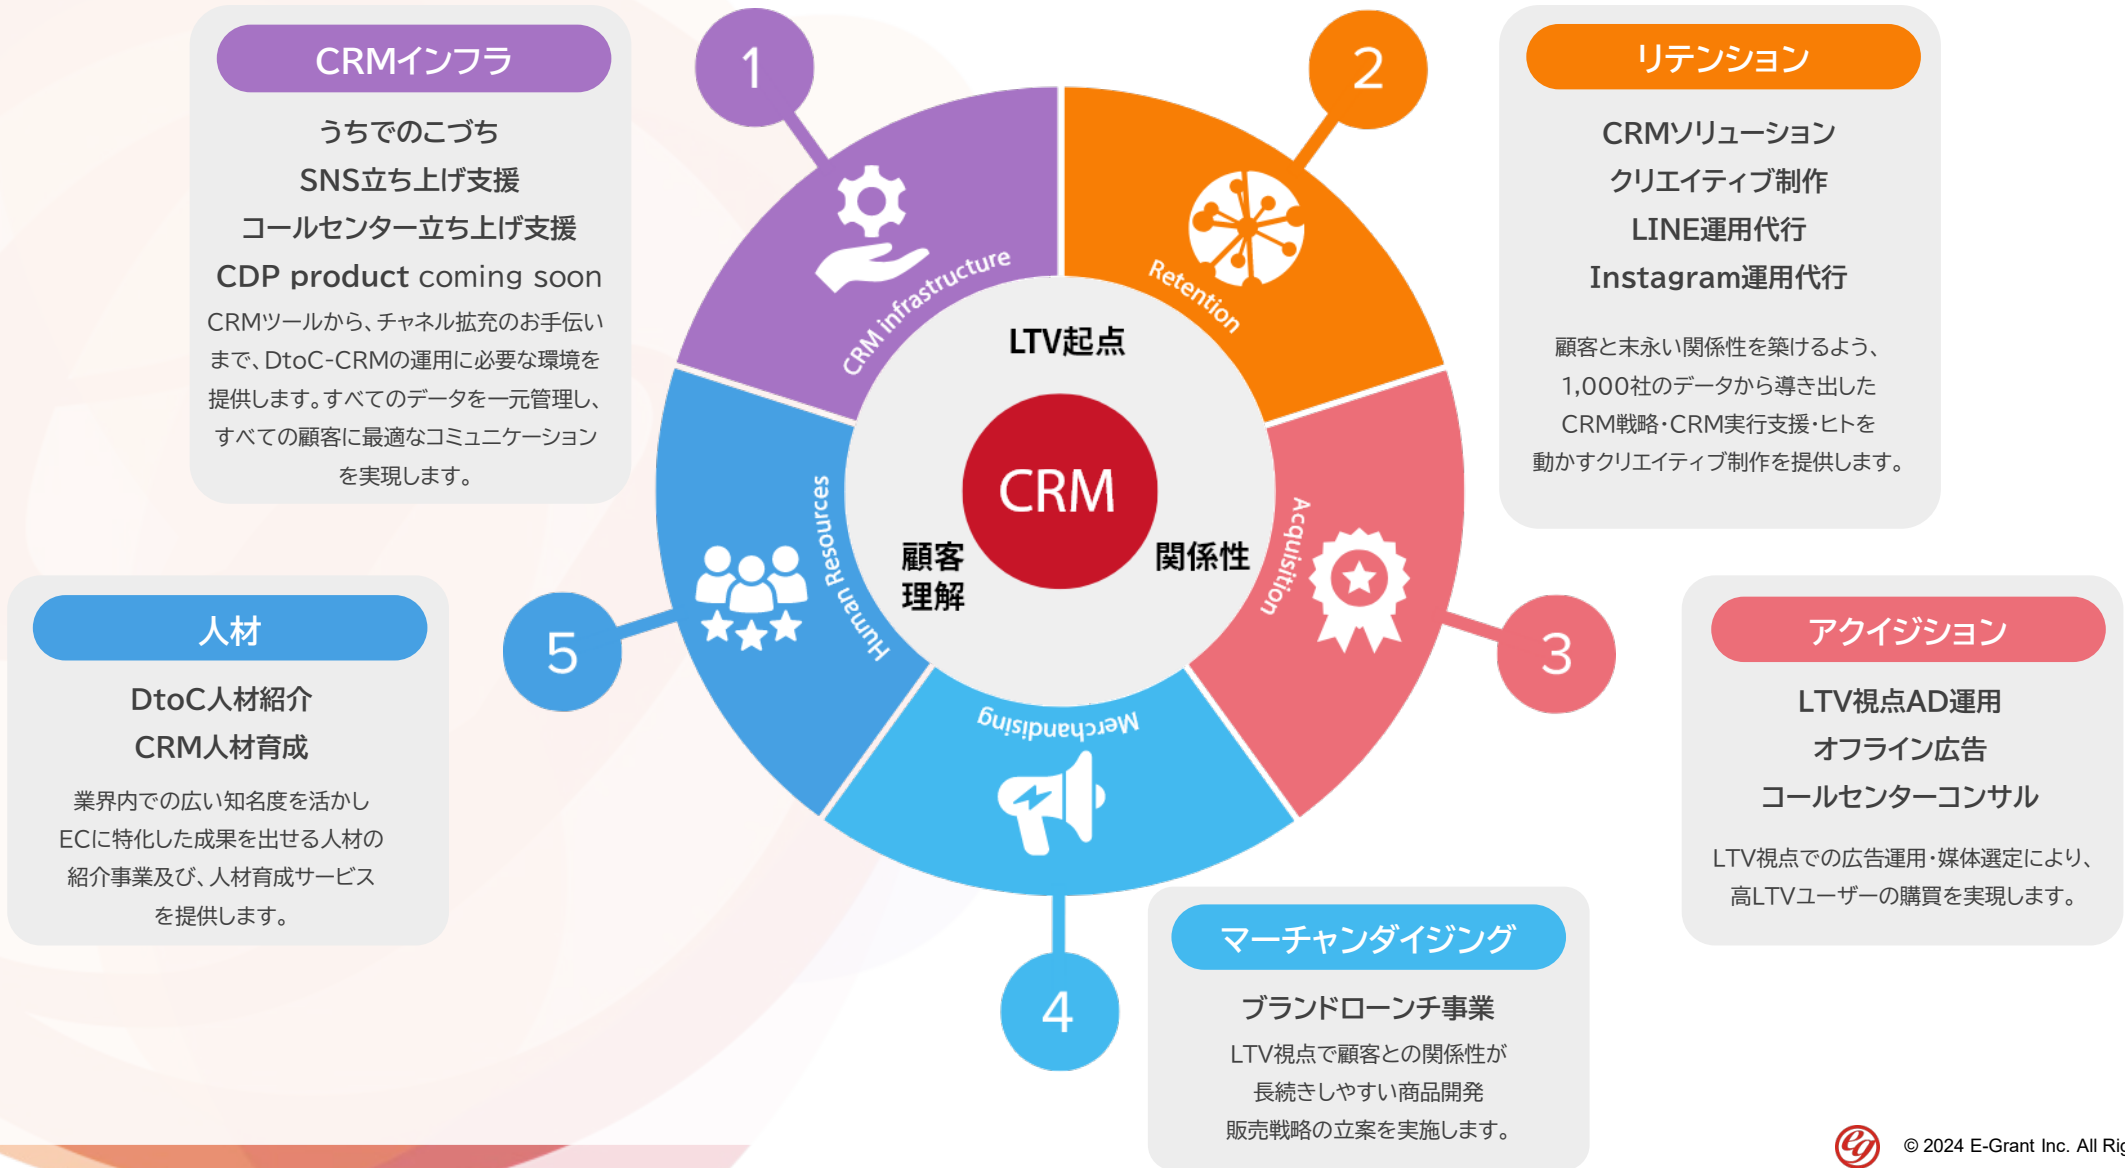 CRMインフラ
うちでのこづち
SNS立ち上げ支援
コールセンター立ち上げ支援
CDP product coming soon
CRMツールから、チャネル拡充のお手伝い
まで、DtoC-CRMの運用に必要な環境を
提供します。すべてのデータを一元管理し、
すべての顧客に最適なコミュニケーション
を実現します。
1
2
リテンション
CRMソリューション
クリエイティブ制作
LINE運用代行
Instagram運用代行
顧客と末永い関係性を築けるよう、
1,000社のデータから導き出した
CRM戦略・CRM実行支援・ヒトを
動かすクリエイティブ制作を提供します。
CRM infrastructure
Retention
Acquisition
Merchandising
Human Resources
LTV起点
CRM
顧客
理解
関係性
3
アクイジション
LTV視点AD運用
オフライン広告
コールセンターコンサル
LTV視点での広告運用・媒体選定により、
高LTVユーザーの購買を実現します。
4
マーチャンダイジング
ブランドローンチ事業
LTV視点で顧客との関係性が
長続きしやすい商品開発
販売戦略の立案を実施します。
5
人材
DtoC人材紹介
CRM人材育成
業界内での広い知名度を活かし
ECに特化した成果を出せる人材の
紹介事業及び、人材育成サービス
を提供します。
eg
© 2024 E-Grant Inc. All